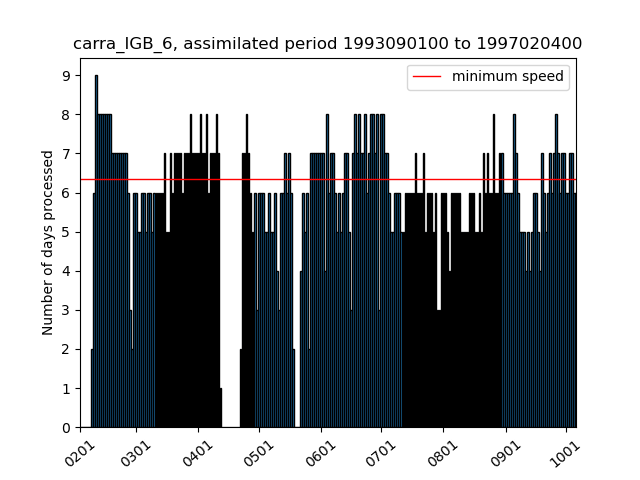 carra_IGB_6, assimilated period 1993090100 to 1997020400
minimum speed
Number of days processed
9
8
7
6
5
4
3
2
1
0
0201 0301 0401 0501 0601 0701 0801 0901 1001